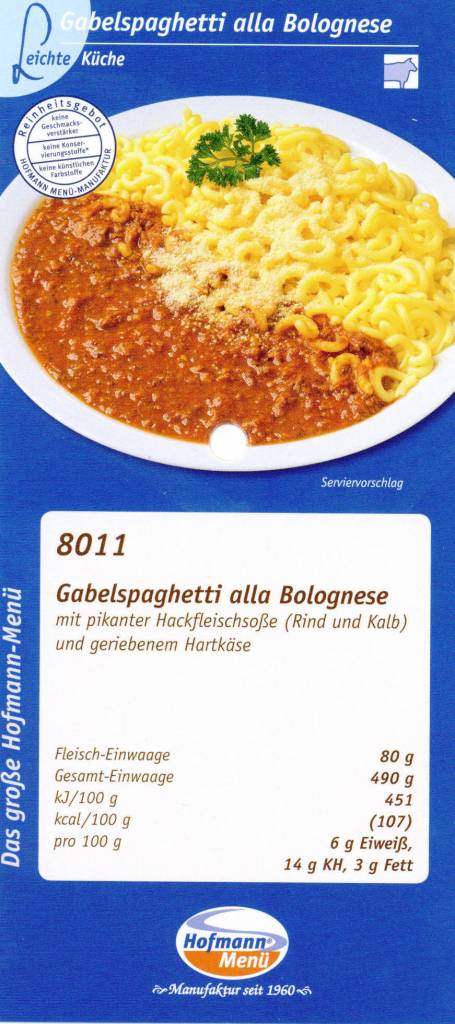 Gabelspaghetti alla Bolognese
Leichte Küche
Reinheitsgebot
keine
Geschmacks-
verstärker
keine Konser-
vierungsstoffe*
keine künstlichen
Farbstoffe
HOFMANN MENÜ-MANUFAKTUR
Serviervorschlag
8011
Gabelspaghetti alla Bolognese
mit pikanter Hackfleischsoße (Rind und Kalb)
und geriebenem Hartkäse
Fleisch-Einwaage 80 g
Gesamt-Einwaage 490 g
kJ/100 g 451
kcal/100 g (107)
pro 100 g 6 g Eiweiß,
14 g KH, 3 g Fett
Das große Hofmann-Menü
Hofmann®
Menü
Manufaktur seit 1960